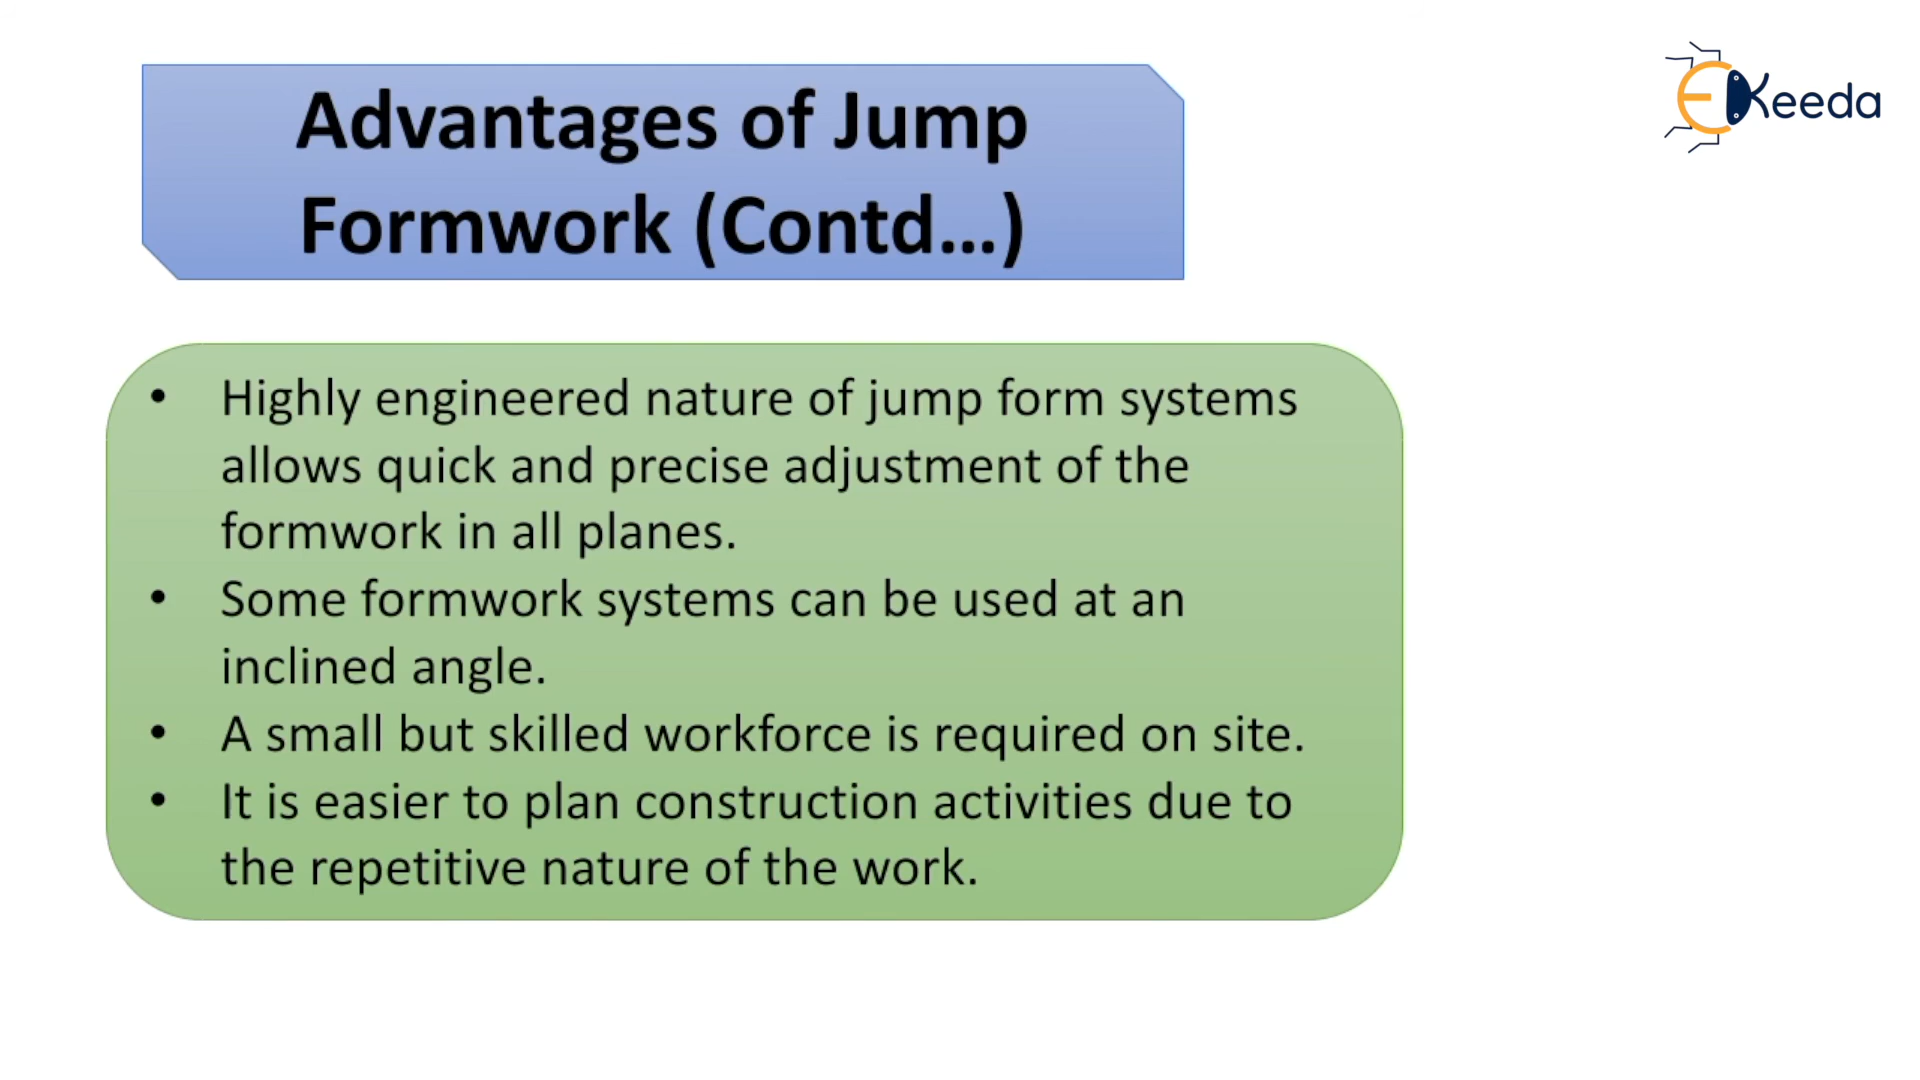 Advantages of Jump
Formwork (Contd...)
EKeeda
• Highly engineered nature of jump form systems
allows quick and precise adjustment of the
formwork in all planes.
• Some formwork systems can be used at an
inclined angle.
• A small but skilled workforce is required on site.
• It is easier to plan construction activities due to
the repetitive nature of the work.